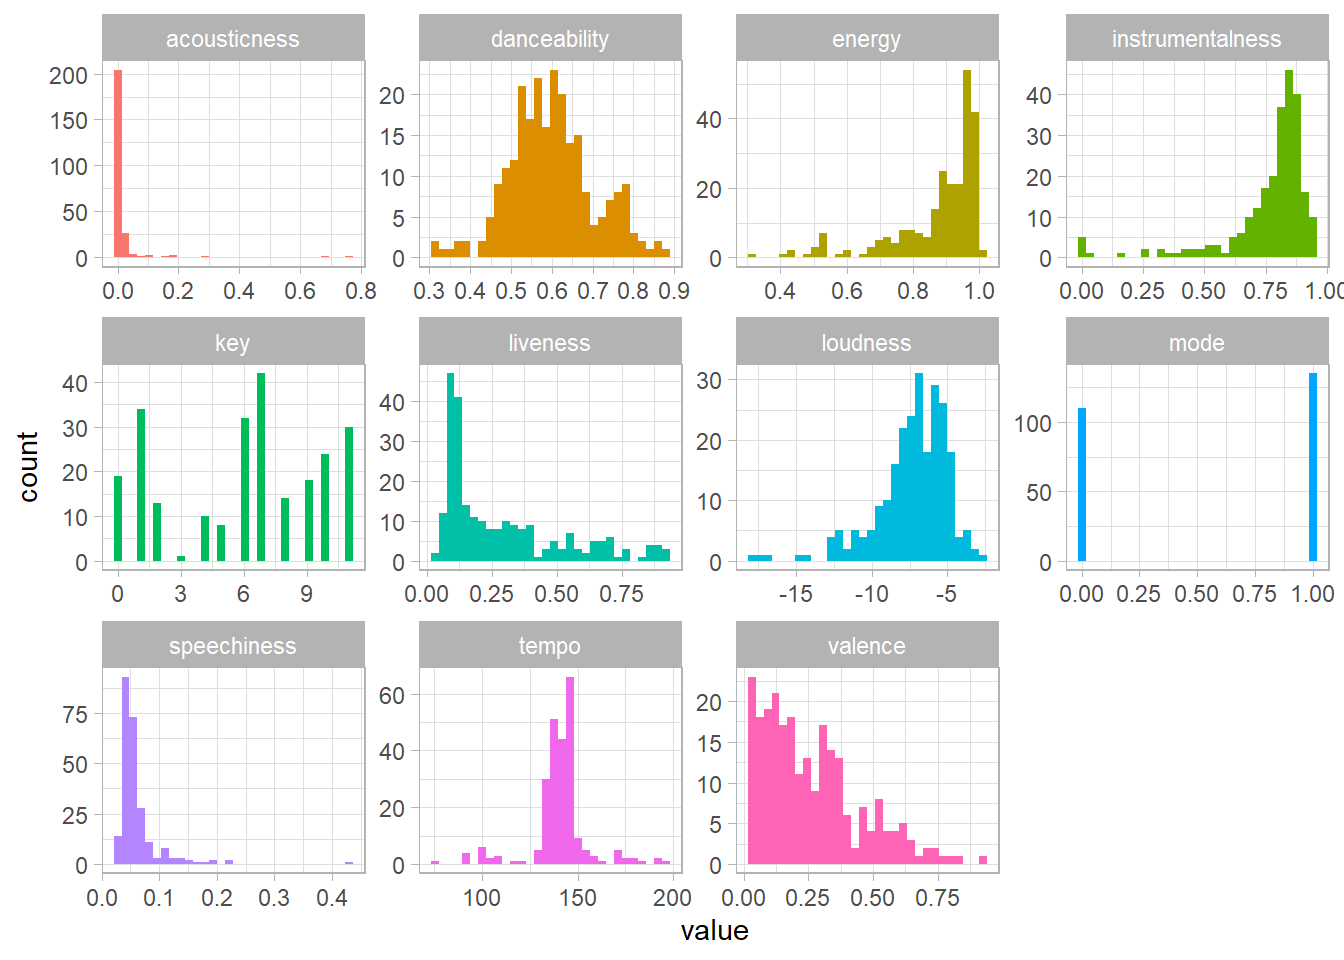 acousticness danceability energy instrumentalness
200 150 100 50 0
20 15 10 5 0
40 20 0
40 30 20 10 0
0.0 0.2 0.4 0.6 0.8 0.3 0.4 0.5 0.6 0.7 0.8 0.9 0.4 0.6 0.8 1.0 0.00 0.25 0.50 0.75 1.00
key liveness loudness mode
40 30 20 10 0
40 30 20 10 0
30 20 10 0
100 50 0
count
0 3 6 9 0.00 0.25 0.50 0.75 -15 -10 -5 0.00 0.25 0.50 0.75 1.00
speechiness tempo valence
75 50 25 0
60 40 20 0
20 15 10 5 0
0.0 0.1 0.2 0.3 0.4 100 150 200 0.00 0.25 0.50 0.75
value